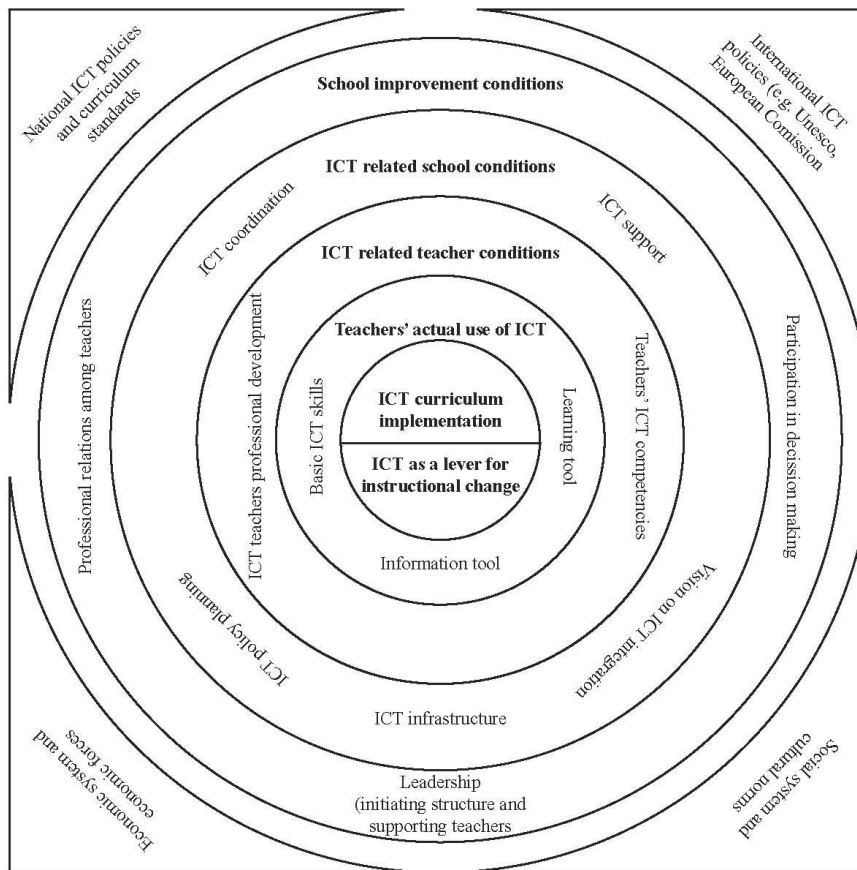 National ICT policies
and curriculum
standards
International ICT
policies (e.g. Unesco,
European Comission
School improvement conditions
ICT related school conditions
ICT coordination
ICT support
ICT related teacher conditions
Professional relations among teachers
ICT teachers professional development
Teachers' actual use of ICT
Basic ICT skills
ICT curriculum
implementation
ICT as a lever for
instructional change
Learning tool
Teachers' ICT competencies
Participation in decission making
Information tool
ICT policy planning
Vision on ICT integration
ICT infrastructure
Leadership
(initiating structure and
supporting teachers
Economic system and
economic forces
Social system and
cultural norms